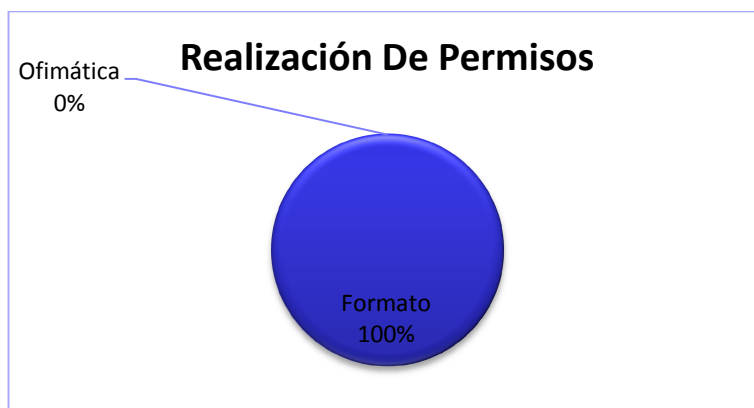 Realización De Permisos
Ofimática
0%
Formato
100%